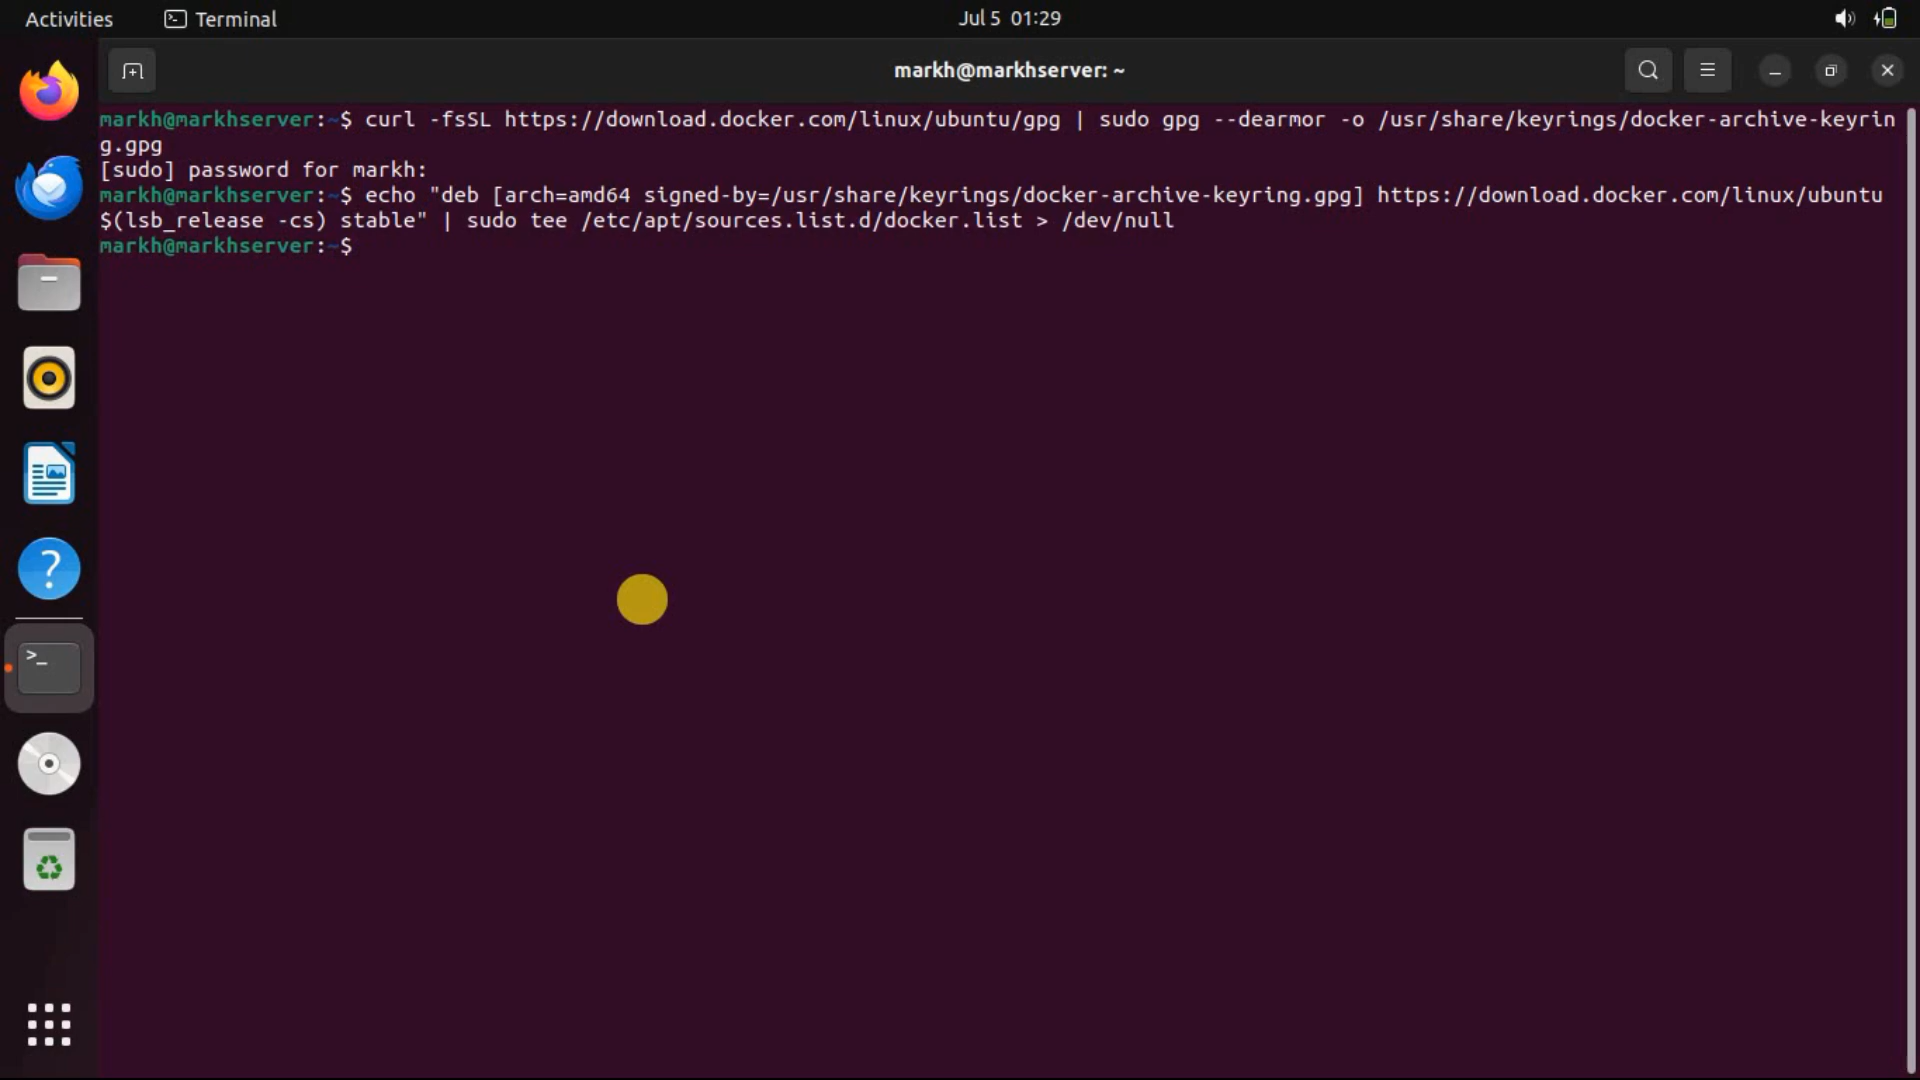 Activities Terminal Jul 5 01:29
markh@markhserver: ~
markh@markhserver:~$ curl -fsSL https://download.docker.com/linux/ubuntu/gpg | sudo gpg --dearmor -o /usr/share/keyrings/docker-archive-keyrin
g.gpg
[sudo] password for markh:
markh@markhserver:~$ echo "deb [arch=amd64 signed-by=/usr/share/keyrings/docker-archive-keyring.gpg] https://download.docker.com/linux/ubuntu
$(lsb_release -cs) stable" | sudo tee /etc/apt/sources.list.d/docker.list > /dev/null
markh@markhserver:~$